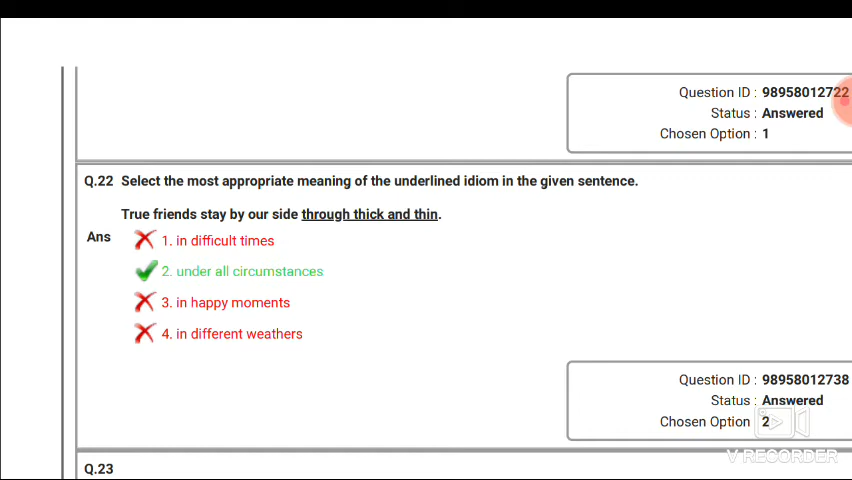 Question ID : 98958012722
Status : Answered
Chosen Option : 1
Q.22 Select the most appropriate meaning of the underlined idiom in the given sentence.
True friends stay by our side through thick and thin.
Ans 1. in difficult times
2. under all circumstances
3. in happy moments
4. in different weathers
Question ID : 98958012738
Status : Answered
Chosen Option : 2
V RECORDER
Q.23